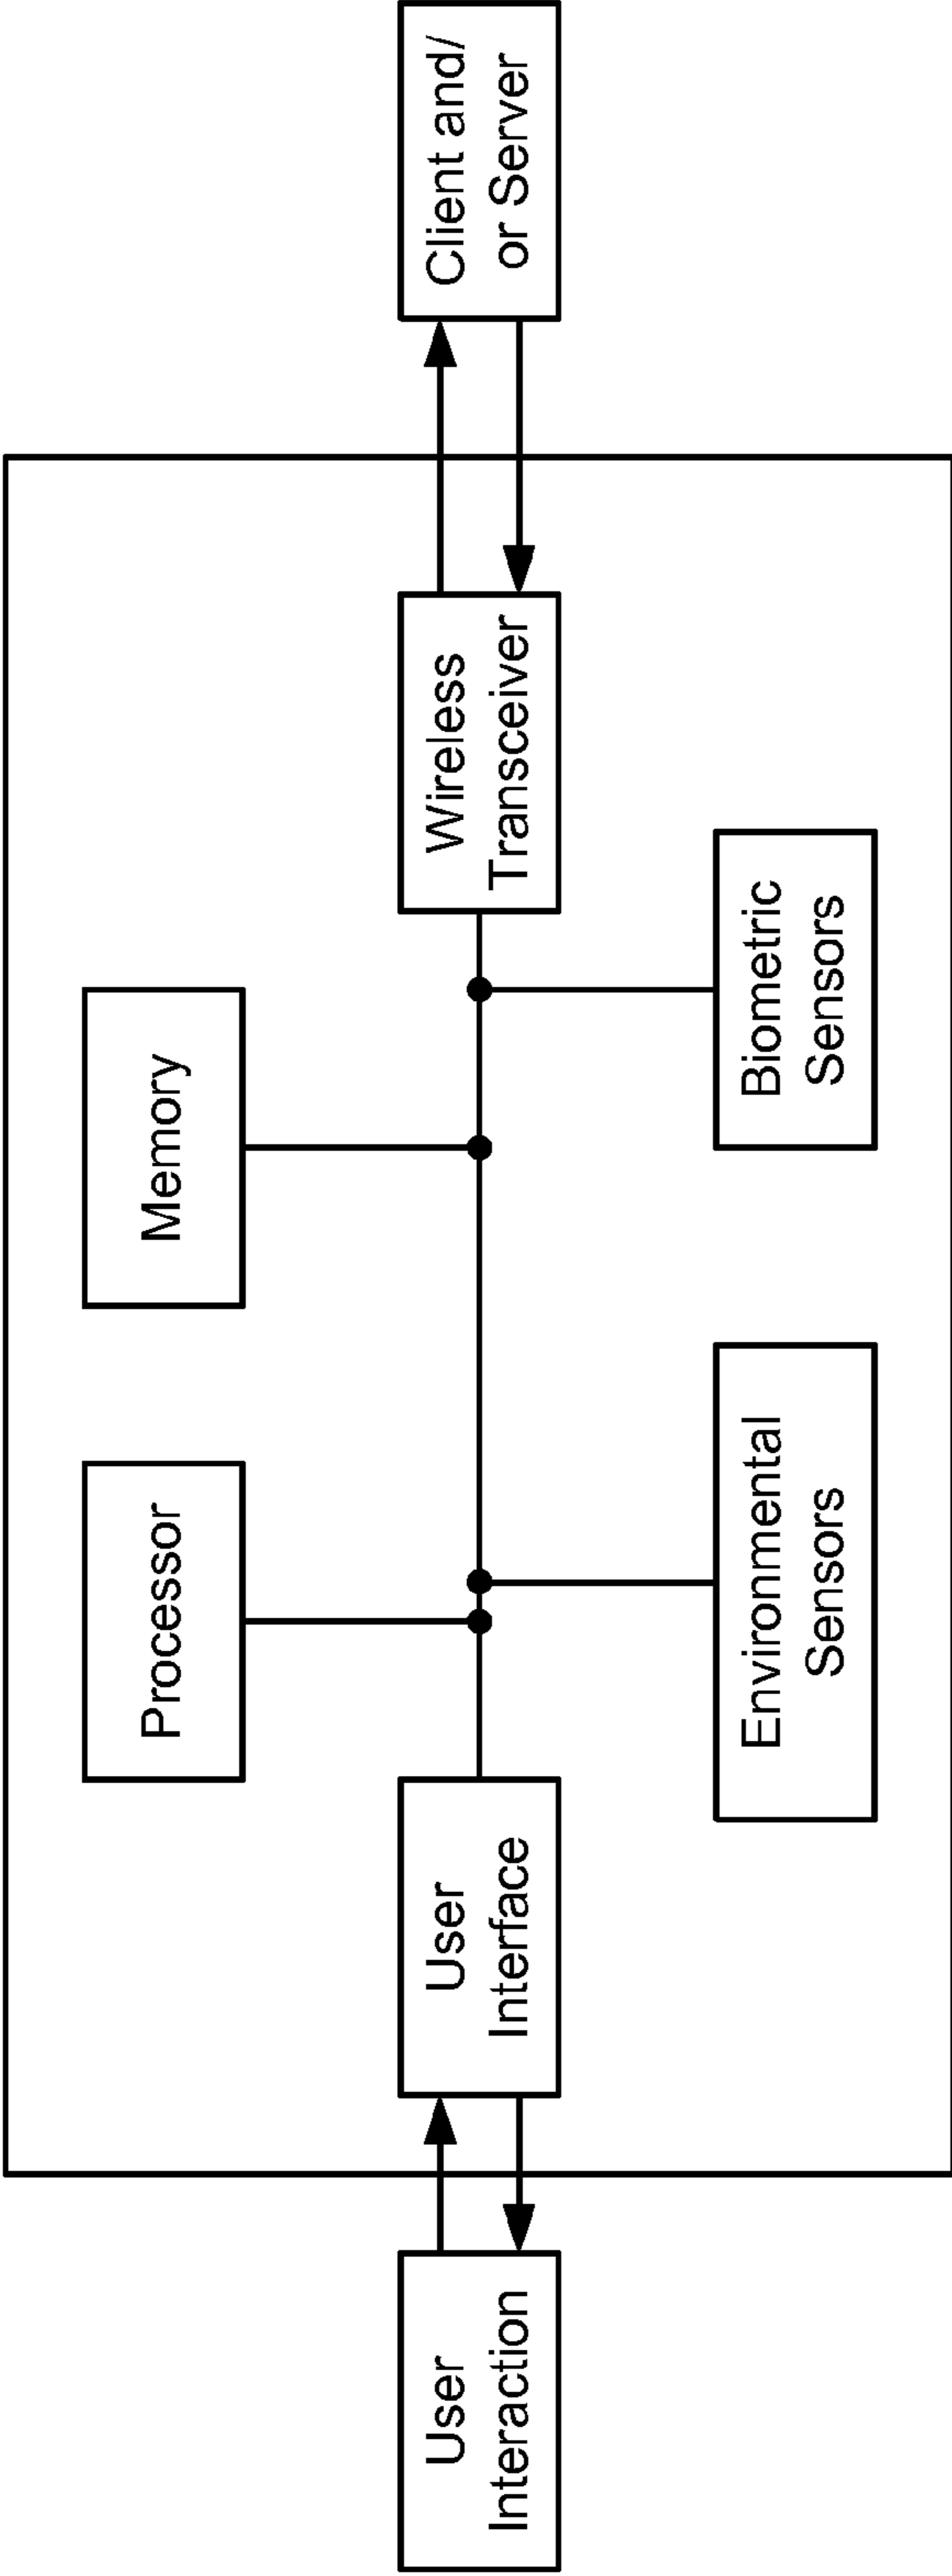 Processor
Memory
User
Interaction
User
Interface
Wireless
Transceiver
Client and/
or Server
Environmental
Sensors
Biometric
Sensors